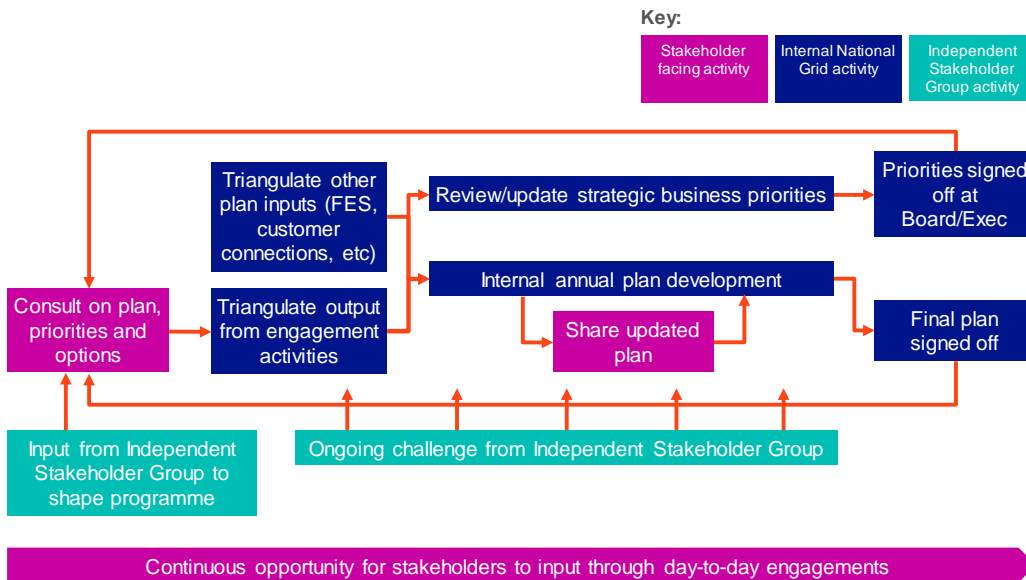 Key:
Stakeholder
facing activity
Internal National
Grid activity
Independent
Stakeholder
Group activity
Triangulate other
plan inputs (FES,
customer
connections, etc)
Review/update strategic business priorities
Priorities signed
off at
Board/Exec
Internal annual plan development
Consult on plan,
priorities and
options
Triangulate output
from engagement
activities
Share updated
plan
Final plan
signed off
Input from Independent
Stakeholder Group to
shape programme
Ongoing challenge from Independent Stakeholder Group
Continuous opportunity for stakeholders to input through day-to-day engagements